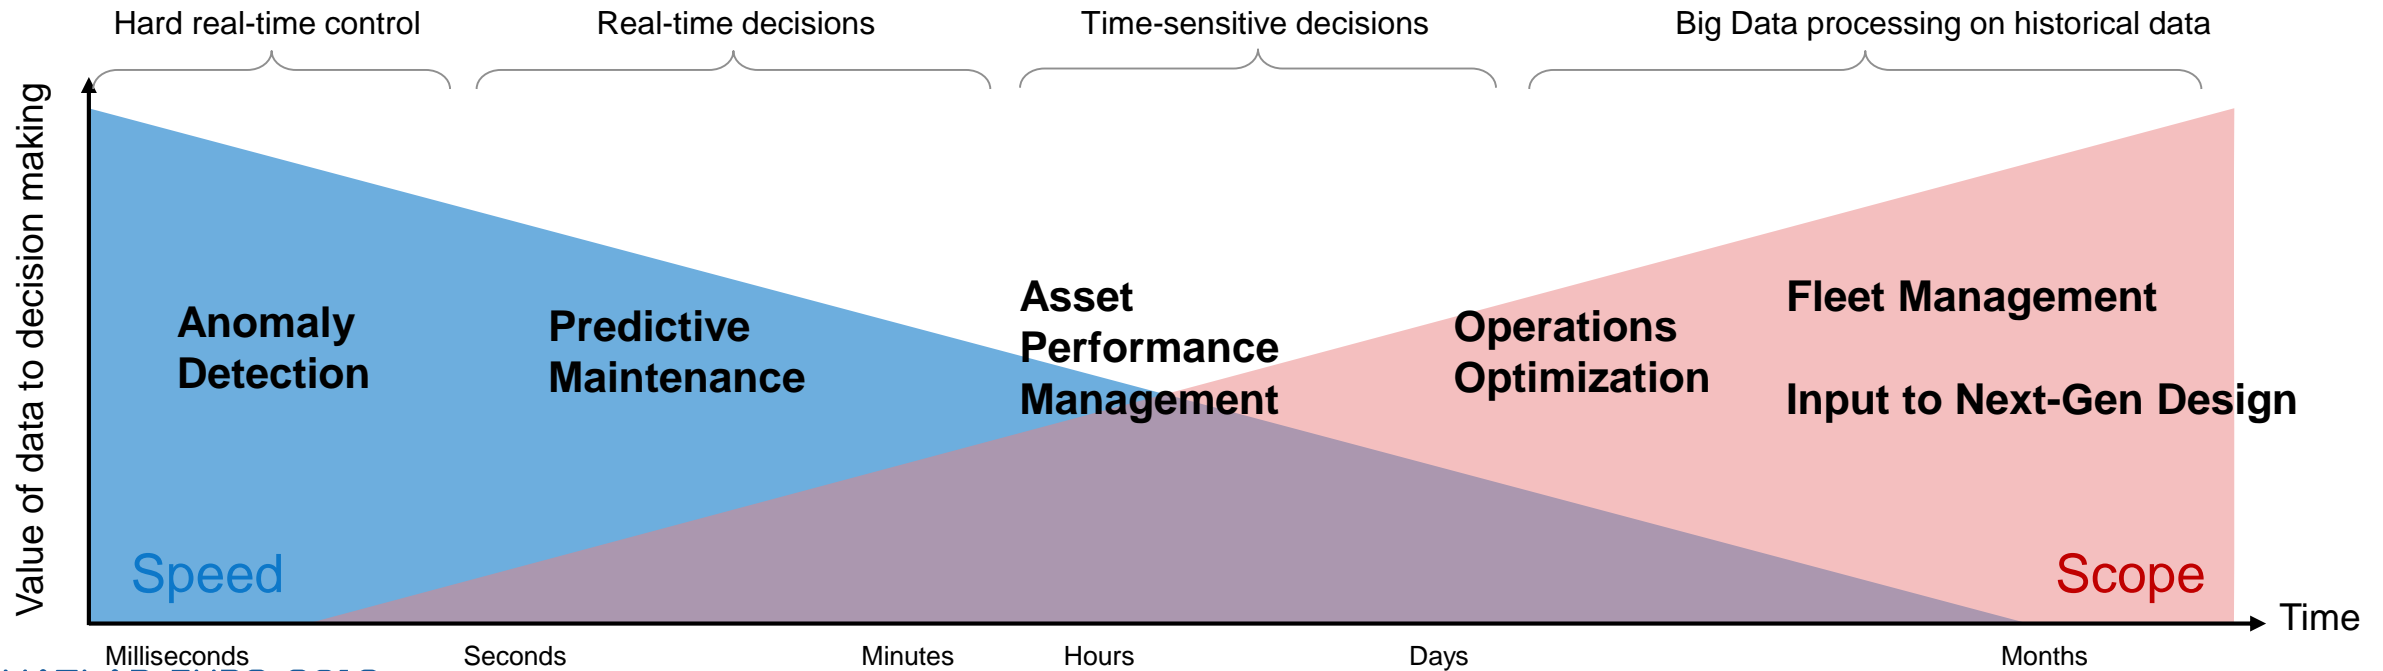 Hard real-time control
Real-time decisions
Time-sensitive decisions
Big Data processing on historical data
Value of data to decision making
Anomaly
Detection
Predictive
Maintenance
Asset
Performance
Management
Operations
Optimization
Fleet Management
Input to Next-Gen Design
Speed
Scope
Time
Milliseconds
Seconds
Minutes
Hours
Days
Months